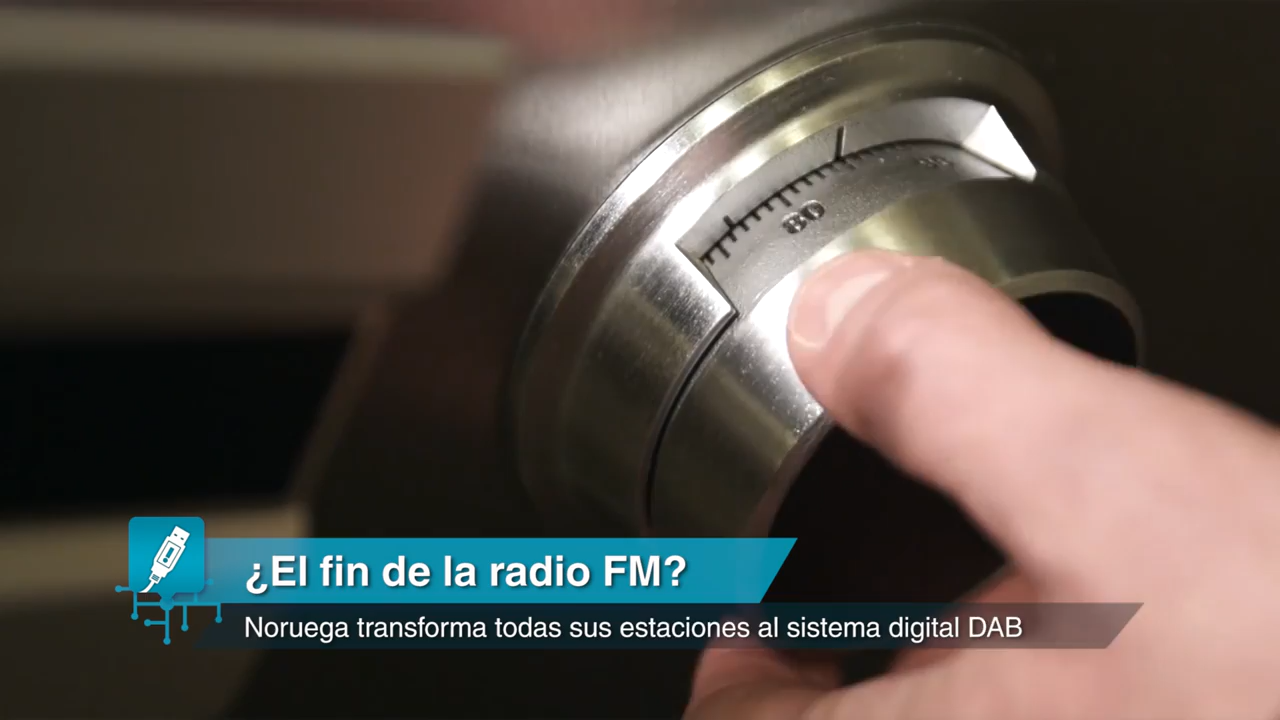 80
¿El fin de la radio FM?
Noruega transforma todas sus estaciones al sistema digital DAB